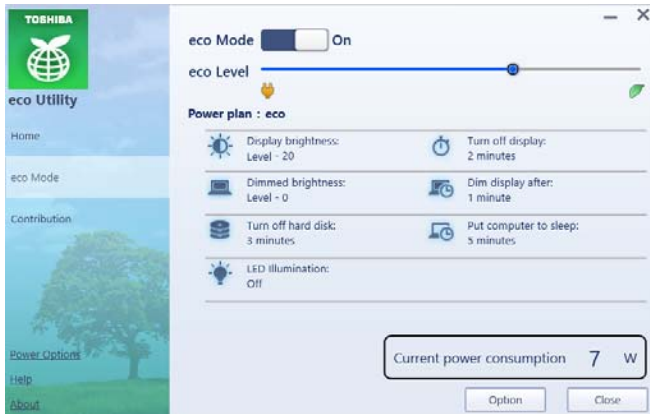 TOSHIBA
eco Utility
Home
eco Mode
Contribution
Power Options
Help
About
eco Mode On
eco Level
Power plan : eco
Display brightness:
Level - 20
Turn off display:
2 minutes
Dimmed brightness:
Level - 0
Dim display after:
1 minute
Turn off hard disk:
3 minutes
Put computer to sleep:
5 minutes
LED Illumination:
Off
Current power consumption 7 W
Option Close